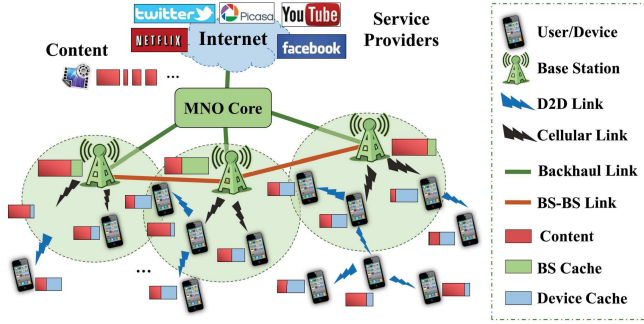 twitter
Picasa
YouTube
NETFLIX
Internet
facebook
Service
Providers
Content
...
MNO Core
...
User/Device
Base Station
D2D Link
Cellular Link
Backhaul Link
BS-BS Link
Content
BS Cache
Device Cache